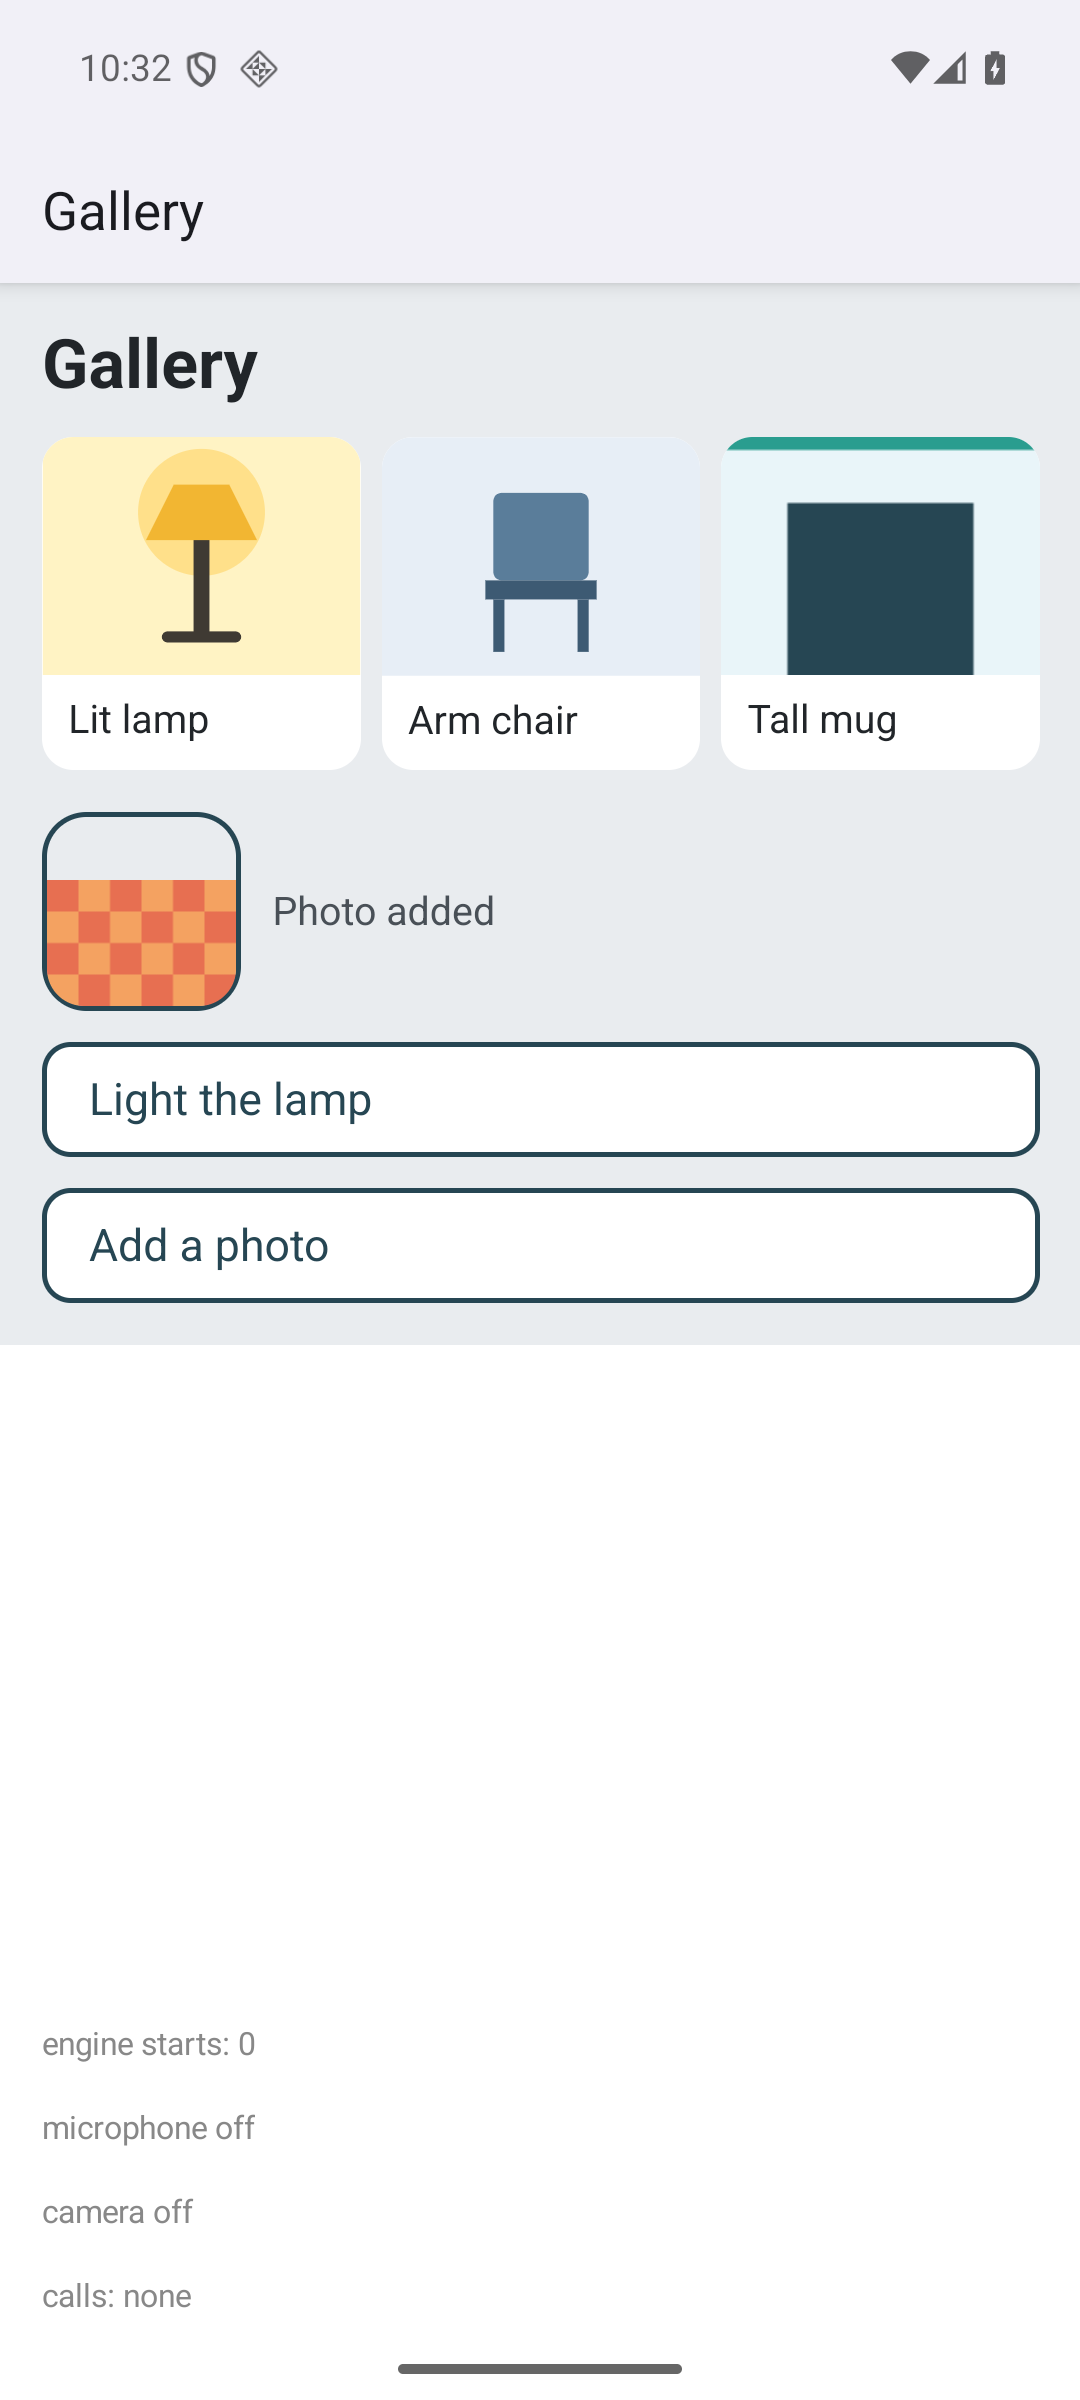 10:32
Gallery
Gallery
Lit lamp
Arm chair
Tall mug
Photo added
Light the lamp
Add a photo
engine starts: 0
microphone off
camera off
calls: none